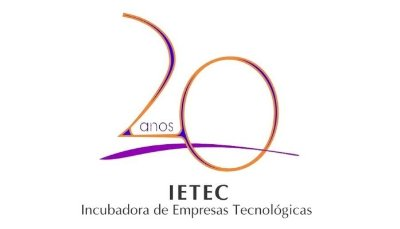 20
anos
IETEC
Incubadora de Empresas Tecnológicas